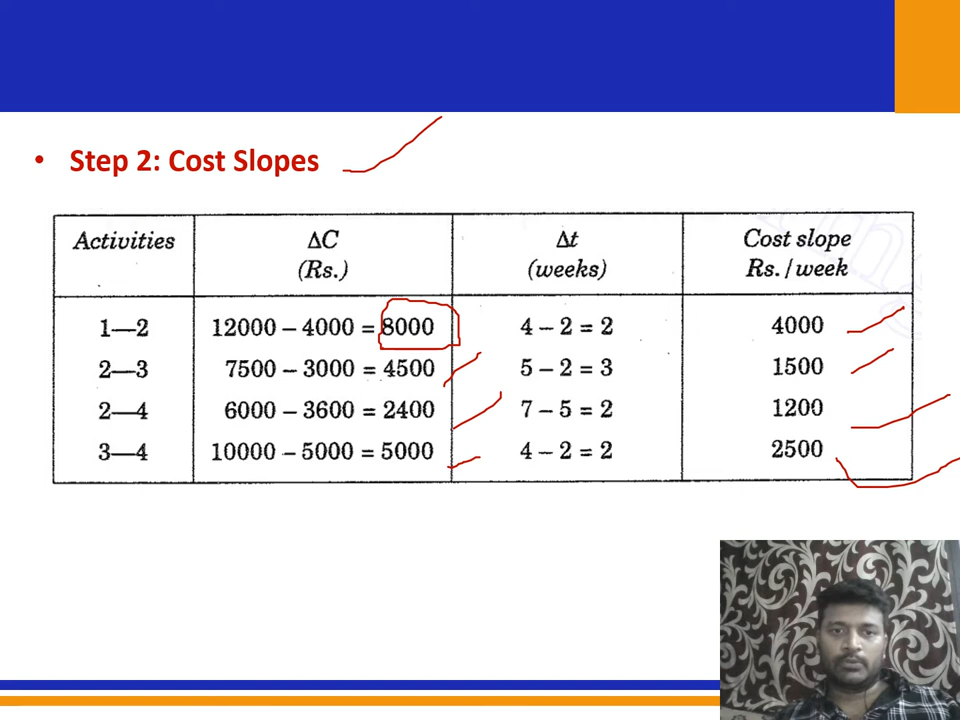 • Step 2: Cost Slopes
Activities ΔC (Rs.) Δt (weeks) Cost slope Rs. / week
1—2 12000 – 4000 = 8000 4 – 2 = 2 4000
2—3 7500 – 3000 = 4500 5 – 2 = 3 1500
2—4 6000 – 3600 = 2400 7 – 5 = 2 1200
3—4 10000 – 5000 = 5000 4 – 2 = 2 2500